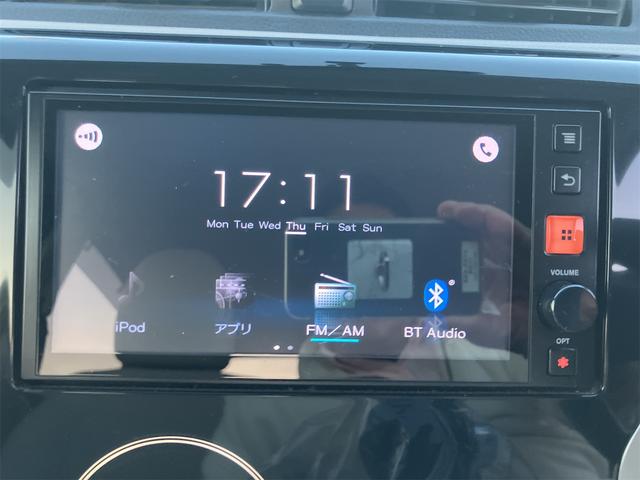 17:11
Mon Tue Wed Thu Fri Sat Sun
iPod アプリ FM/AM BT Audio
VOLUME
OPT